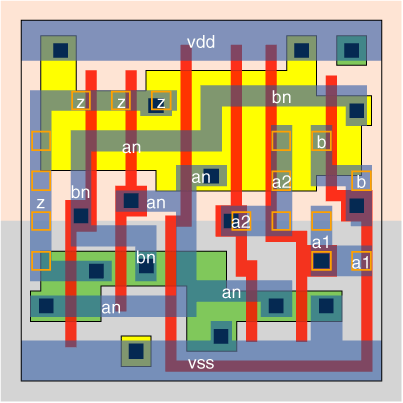 vdd
z z z bn
an b
an a2 b
bn an
z a2
a1
bn a1
an
an
vss